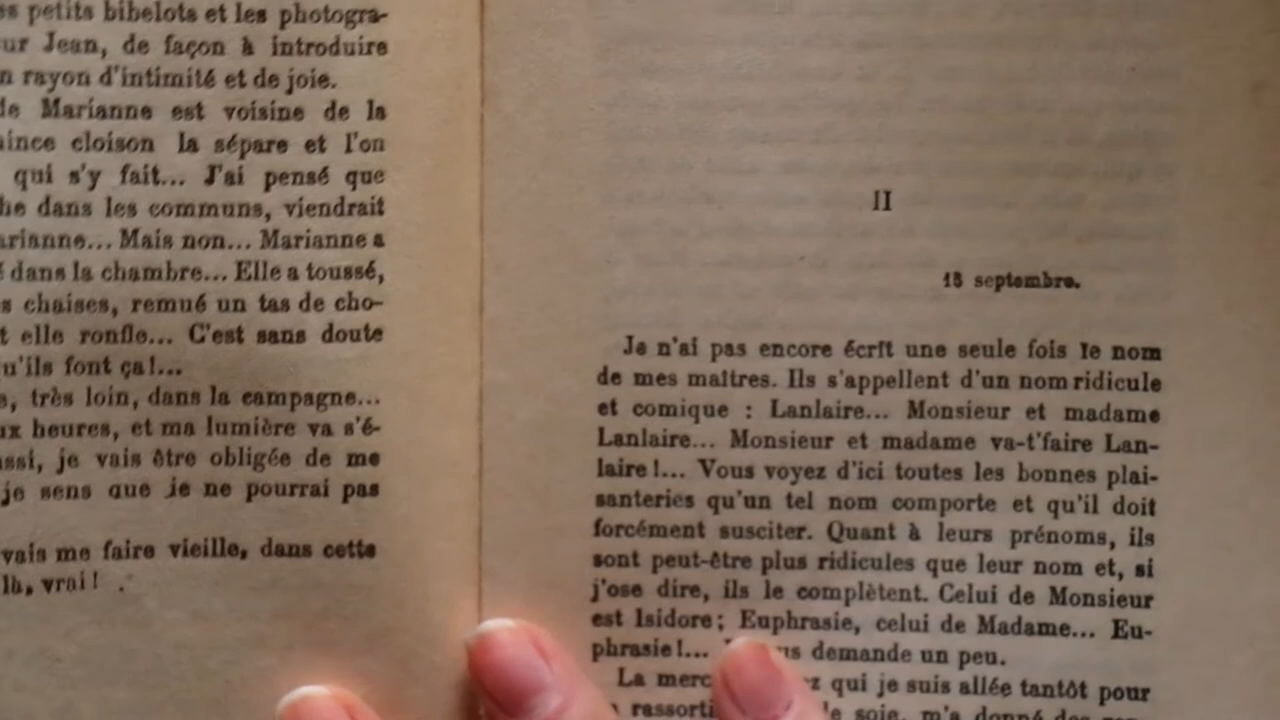 petits bibelots et les photogra-
ur Jean, de façon à introduire
n rayon d'intimité et de joie.
de Marianne est voisine de la
ince cloison la sépare et l'on
qui s'y fait... J'ai pensé que
he dans les communs, viendrait
arianne... Mais non... Marianne a
dans la chambre... Elle a toussé,
s chaises, remué un tas de cho-
t elle ronfle... C'est sans doute
u'ils font ça!...
s, très loin, dans la campagne...
ux heures, et ma lumière va s'é-
ssi, je vais être obligée de me
je sens que je ne pourrai pas
vais me faire vieille, dans cette
là, vrai!
II
15 septembre.
Je n'ai pas encore écrit une seule fois le nom
de mes maîtres. Ils s'appellent d'un nom ridicule
et comique : Lanlaire... Monsieur et madame
Lanlaire... Monsieur et madame va-t'faire Lan-
laire!... Vous voyez d'ici toutes les bonnes plai-
santeries qu'un tel nom comporte et qu'il doit
forcément susciter. Quant à leurs prénoms, ils
sont peut-être plus ridicules que leur nom et, si
j'ose dire, ils le complètent. Celui de Monsieur
est Isidore; Euphrasie, celui de Madame... Eu-
phrasie!... us demande un peu.
La merc z qui je suis allée tantôt pour
rassorti e soie, m'a donné des